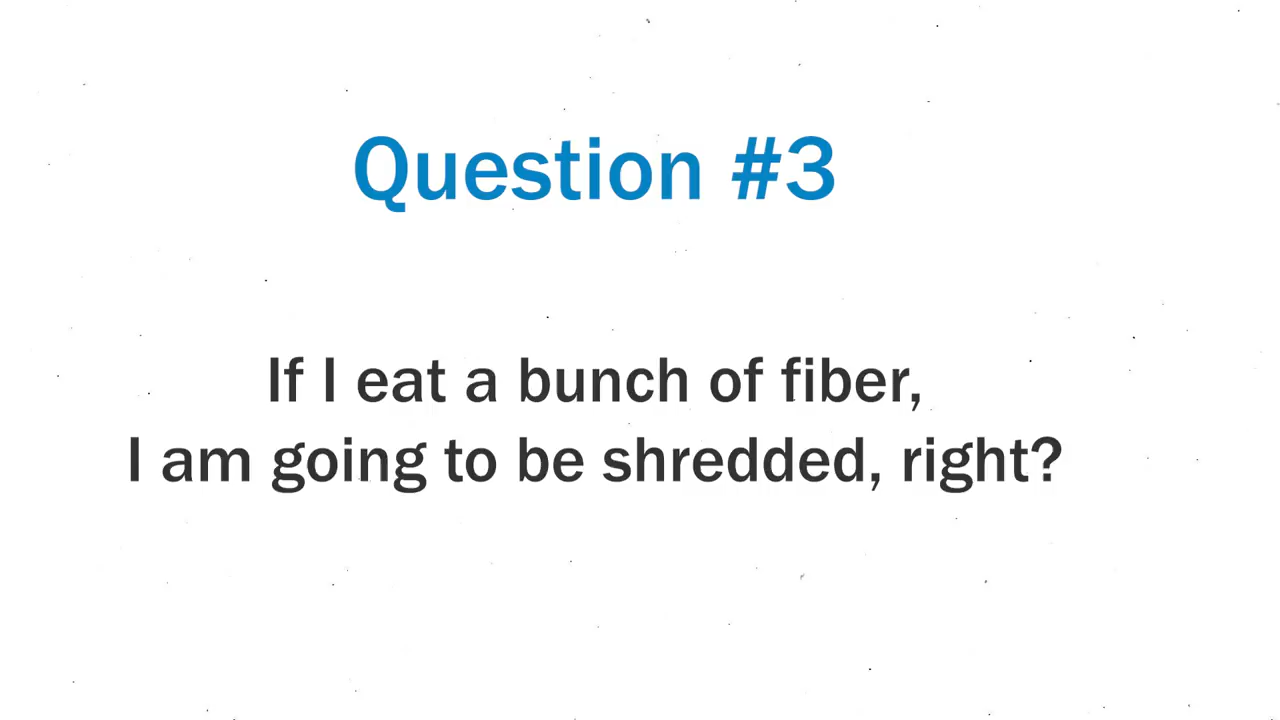 Question #3
If I eat a bunch of fiber,
I am going to be shredded, right?